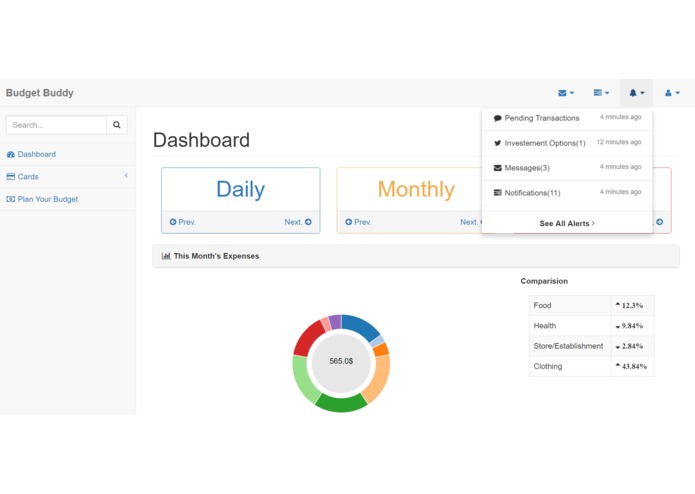 Budget Buddy
Search...
Dashboard
Cards
Plan Your Budget
Dashboard
Pending Transactions 4 minutes ago
Investement Options(1) 12 minutes ago
Messages(3) 4 minutes ago
Notifications(11) 4 minutes ago
See All Alerts
Daily
Prev. Next.
Monthly
Prev. Next.
This Month's Expenses
565.0$
Comparision
Food 12.3%
Health 9.84%
Store/Establishment 2.84%
Clothing 43.84%